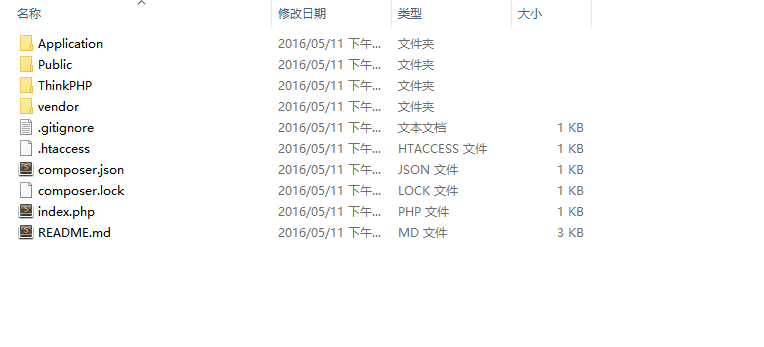 名称 修改日期 类型 大小
Application 2016/05/11 下午... 文件夹
Public 2016/05/11 下午... 文件夹
ThinkPHP 2016/05/11 下午... 文件夹
vendor 2016/05/11 下午... 文件夹
.gitignore 2016/05/11 下午... 文本文档 1 KB
.htaccess 2016/05/11 下午... HTACCESS 文件 1 KB
composer.json 2016/05/11 下午... JSON 文件 1 KB
composer.lock 2016/05/11 下午... LOCK 文件 1 KB
index.php 2016/05/11 下午... PHP 文件 1 KB
README.md 2016/05/11 下午... MD 文件 3 KB